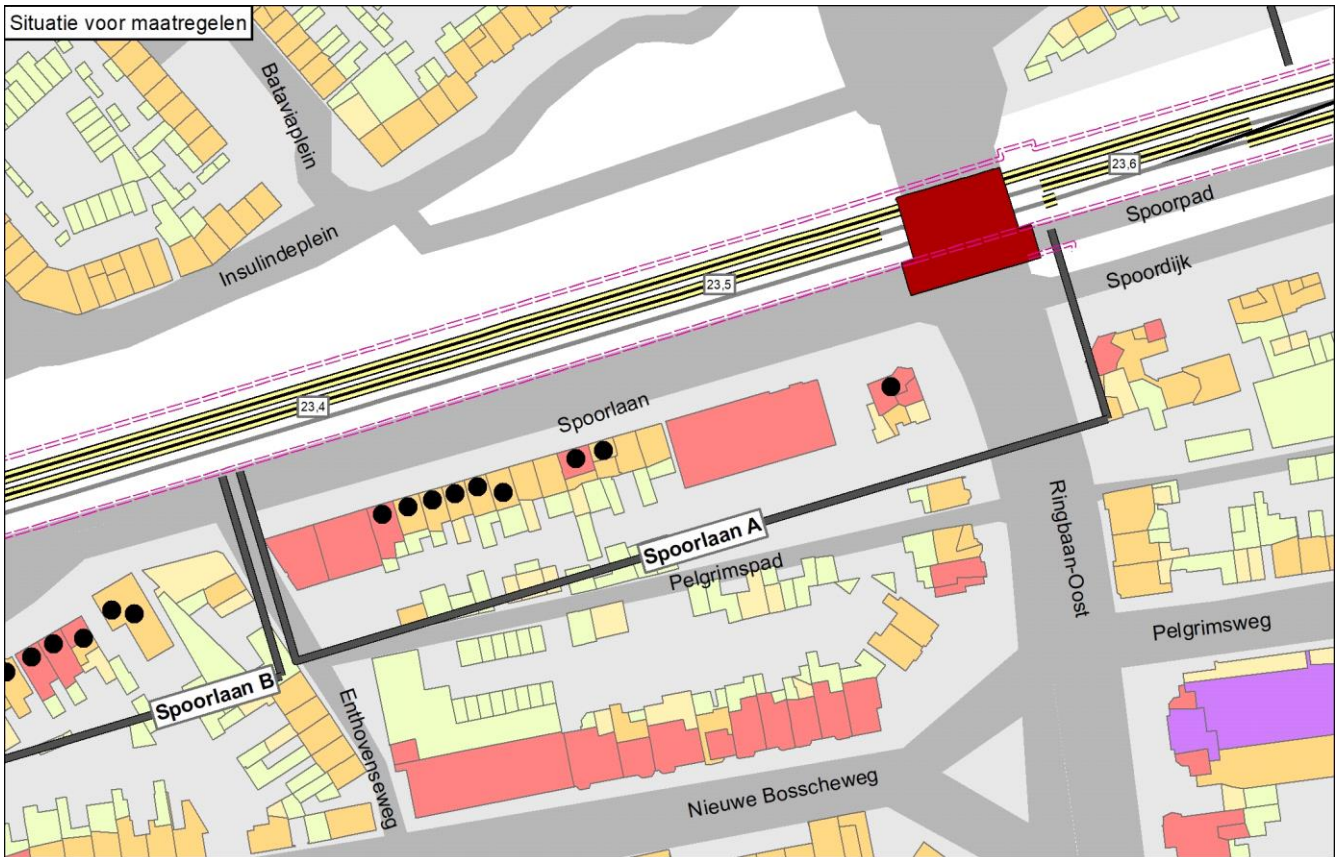 Situatie voor maatregelen
Bataviaplein
Insulindeplein
23,6
Spoorpad
23,5
Spoordijk
23,4
Spoorlaan
Spoorlaan A
Pelgrimspad
Ringbaan-Oost
Pelgrimsweg
Spoorlaan B
Enthovenseweg
Nieuwe Bosscheweg